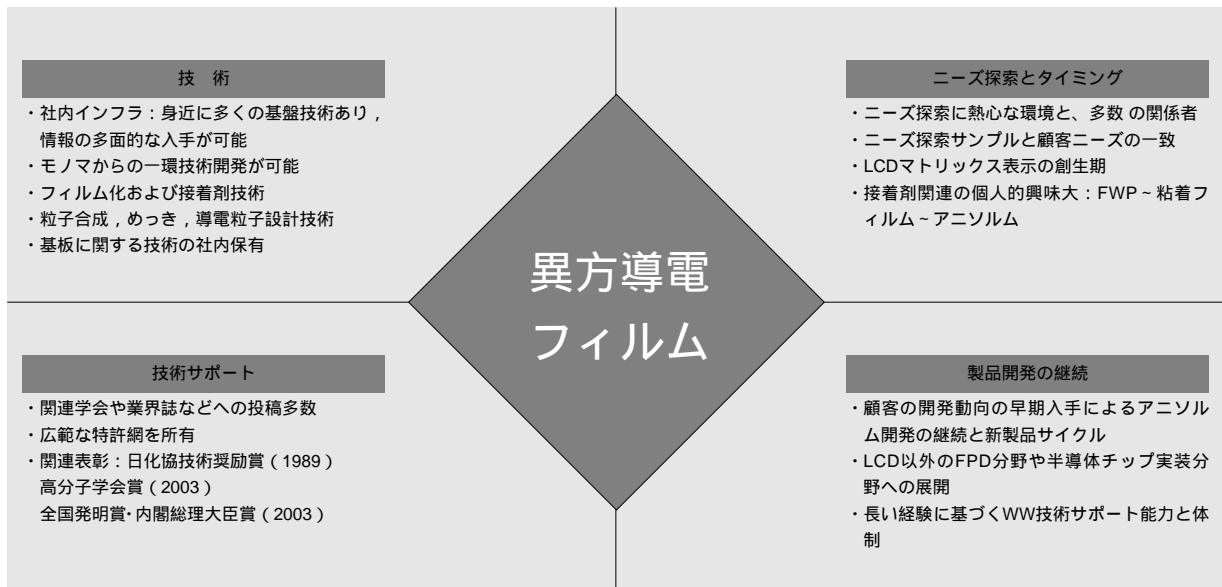 技 術
・社内インフラ：身近に多くの基盤技術あり，
情報の多面的な入手が可能
・モノマからの一環技術開発が可能
・フィルム化および接着剤技術
・粒子合成，めっき，導電粒子設計技術
・基板に関する技術の社内保有
ニーズ探索とタイミング
・ニーズ探索に熱心な環境と、多数 の関係者
・ニーズ探索サンプルと顧客ニーズの一致
・LCDマトリックス表示の創生期
・接着剤関連の個人的興味大：FWP～粘着フ
ィルム～アニソルム
異方導電
フィルム
技術サポート
・関連学会や業界誌などへの投稿多数
・広範な特許網を所有
・関連表彰：日化協技術奨励賞（1989）
高分子学会賞（2003）
全国発明賞・内閣総理大臣賞（2003）
製品開発の継続
・顧客の開発動向の早期入手によるアニソル
ム開発の継続と新製品サイクル
・LCD以外のFPD分野や半導体チップ実装分
野への展開
・長い経験に基づくWW技術サポート能力と体
制